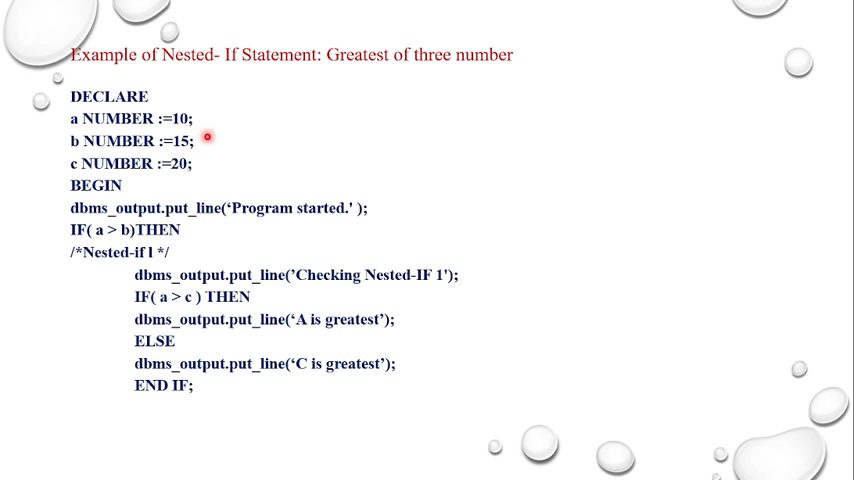 Example of Nested- If Statement: Greatest of three number
DECLARE
a NUMBER :=10;
b NUMBER :=15;
c NUMBER :=20;
BEGIN
dbms_output.put_line(‘Program started.' );
IF( a > b)THEN
/*Nested-if l */
dbms_output.put_line(’Checking Nested-IF 1');
IF( a > c ) THEN
dbms_output.put_line(‘A is greatest’);
ELSE
dbms_output.put_line(‘C is greatest’);
END IF;